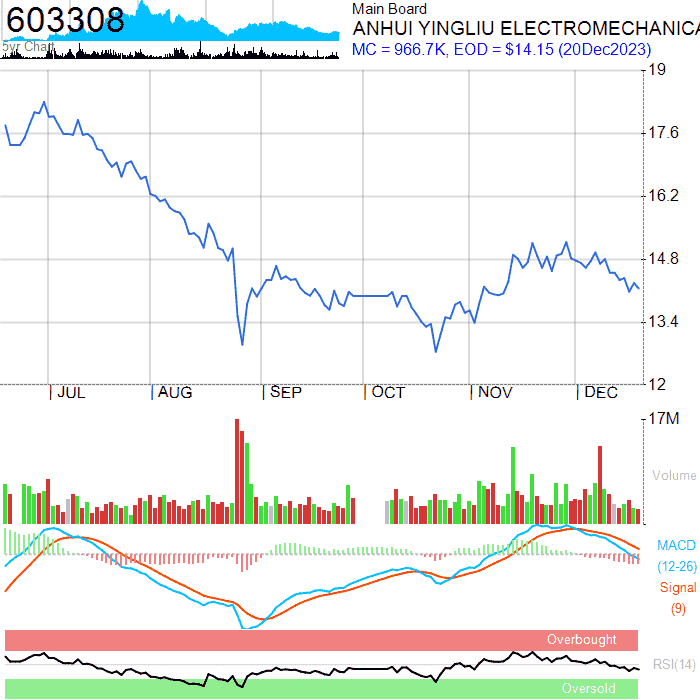 603308
5yr Chart
Main Board
ANHUI YINGLIU ELECTROMECHANICA
MC = 966.7K, EOD = $14.15 (20Dec2023)
19
17.6
16.2
14.8
13.4
12
JUL
AUG
SEP
OCT
NOV
DEC
17M
Volume
MACD
(12-26)
Signal
(9)
Overbought
RSI(14)
Oversold